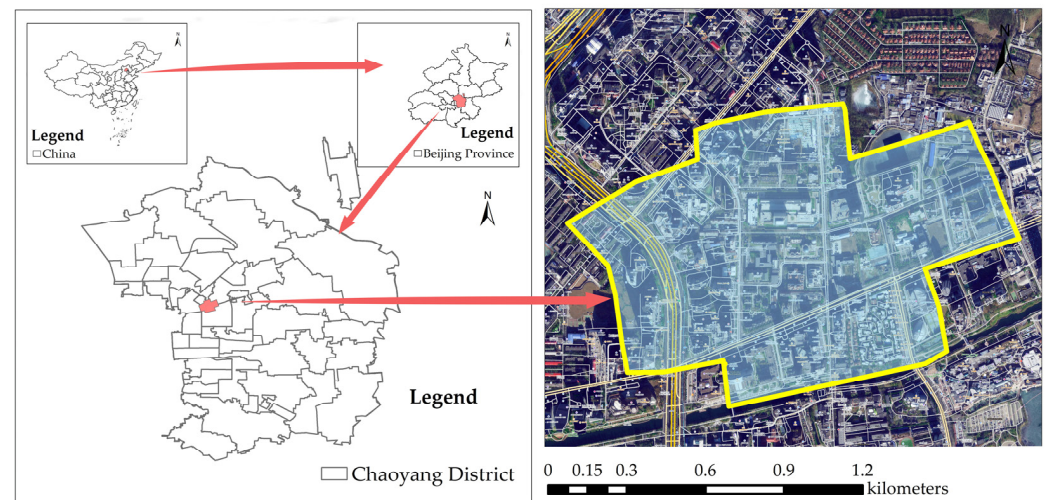 N
Legend
China
N
Legend
Beijing Province
N
Legend
Chaoyang District
N
0 0.15 0.3 0.6 0.9 1.2
kilometers